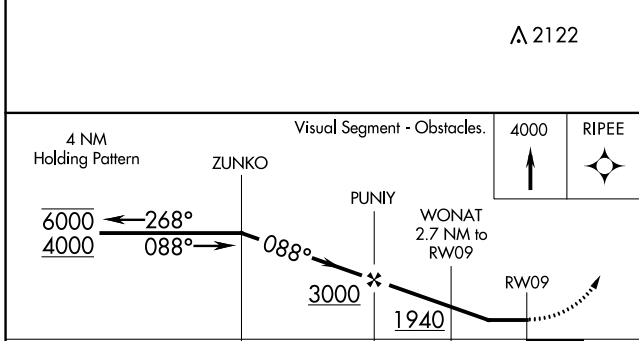 2122
Visual Segment - Obstacles.
4000
RIPEE
4 NM
Holding Pattern
ZUNKO
PUNIY
WONAT
2.7 NM to
RW09
6000
268°
4000
088°
088°
3000
1940
RW09